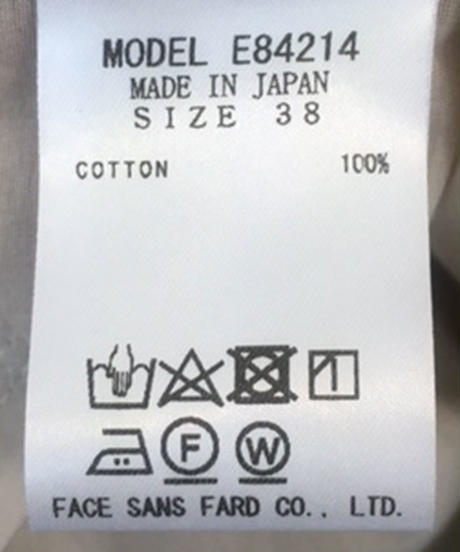 MODEL E84214
MADE IN JAPAN
SIZE 38
COTTON 100%
F W
FACE SANS FARD CO., LTD.